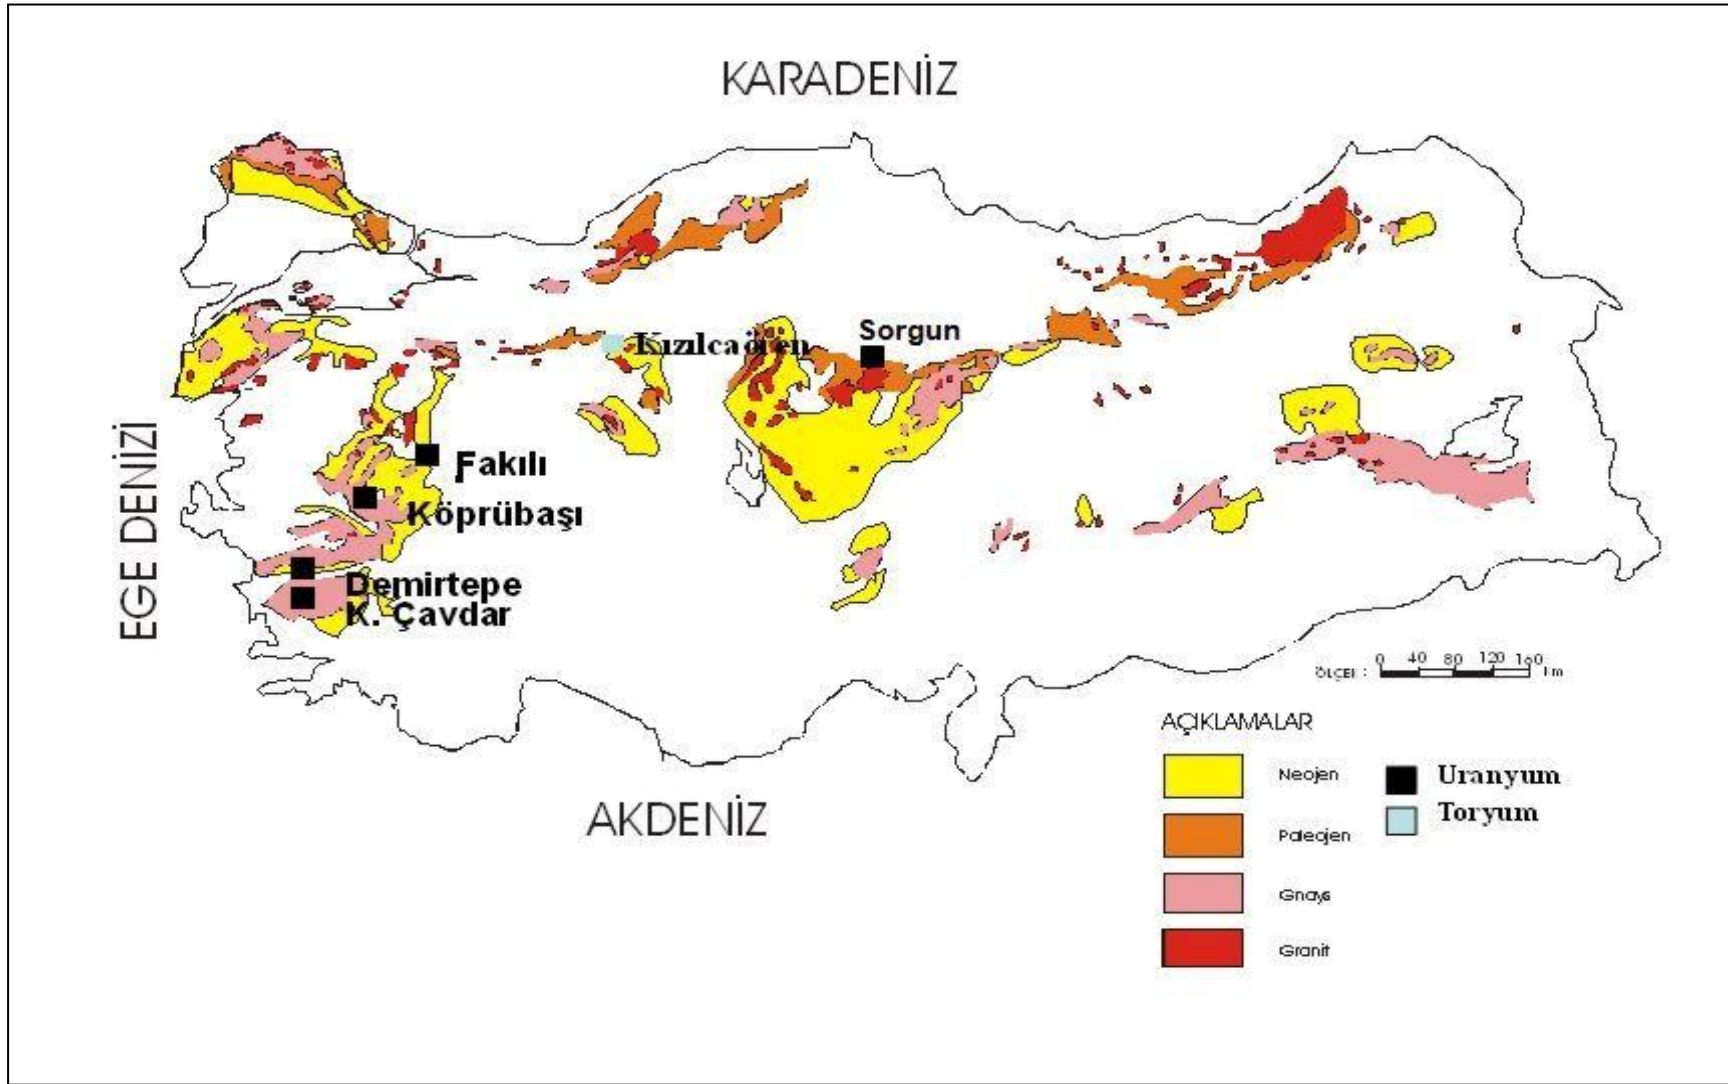 KARADENİZ
Kızılcaören
Sorgun
EGE DENİZİ
Fakılı
Köprübaşı
Demirtepe
K. Çavdar
ÖLÇEK : 0 40 80 120 160 km
AKDENİZ
AÇIKLAMALAR
Neojen
Paleojen
Gnays
Granit
Uranyum
Toryum